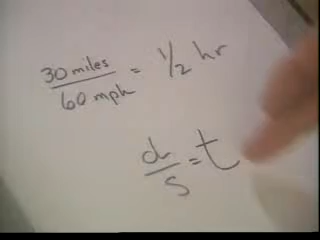 30 miles / 60 mph = 1/2 hr
d / s = t